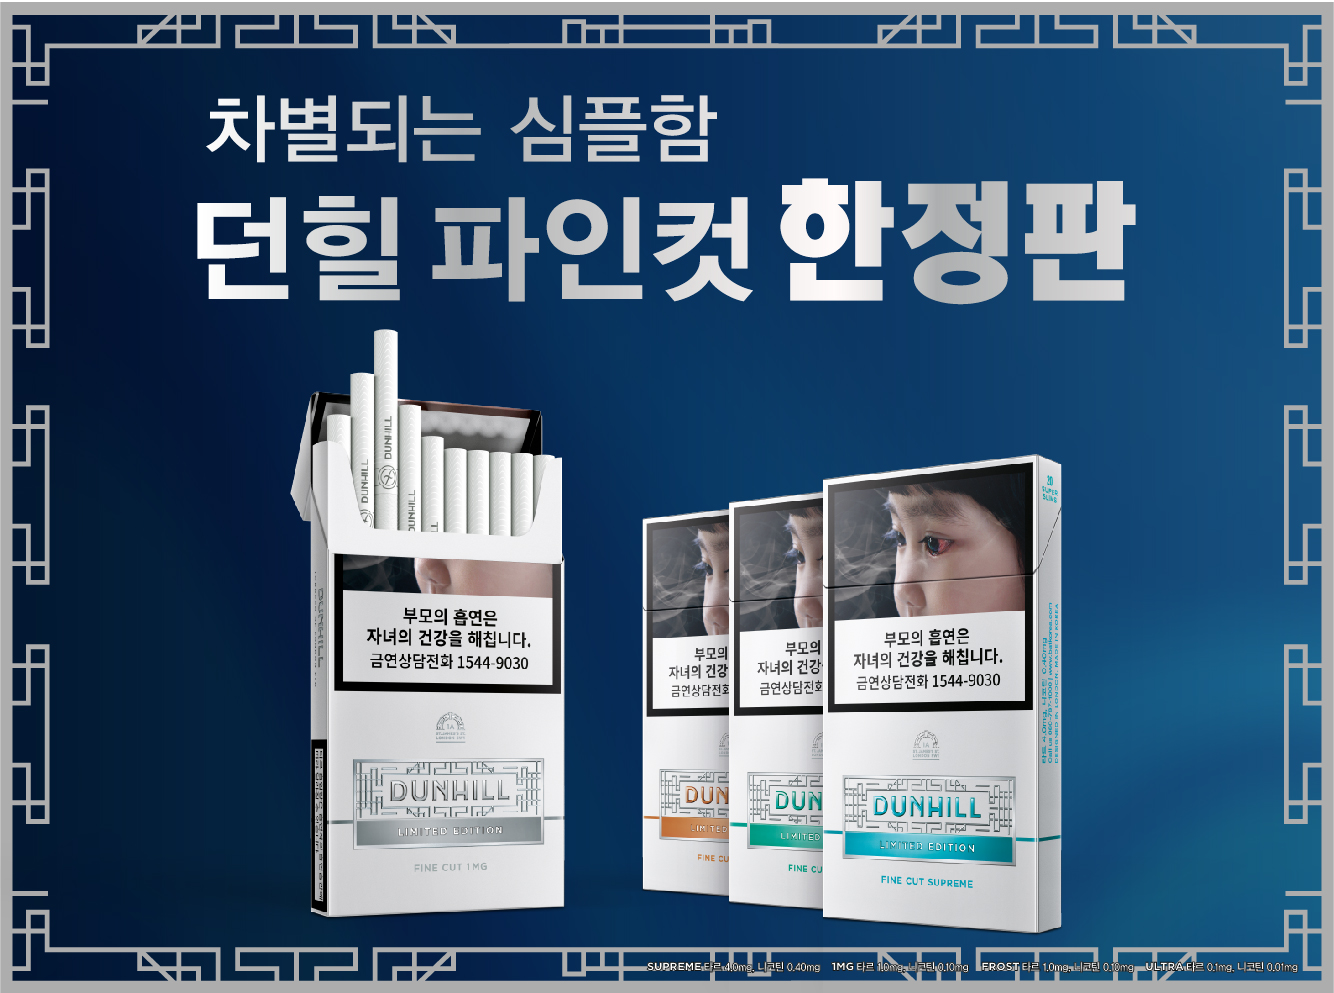 차별되는 심플함
던힐 파인컷 한정판
DUNHILL
DUNHILL
DUNHILL
부모의 흡연은
자녀의 건강을 해칩니다.
금연상담전화 1544-9030
DUNHILL
LIMITED EDITION
FINE CUT 1MG
부모의
자녀의 건강
금연상담전화
DUN
LIMITED
FINE CU
부모의
자녀의 건강
금연상담전화
DUN
LIMITED
FINE CU
20
SUPER
SLIMS
부모의 흡연은
자녀의 건강을 해칩니다.
금연상담전화 1544-9030
DUNHILL
LIMITED EDITION
FINE CUT SUPREME
SUPREME 타르 4.0mg, 니코틴 0.40mg 1MG 타르 1.0mg, 니코틴 0.10mg FROST 타르 1.0mg, 니코틴 0.10mg ULTRA 타르 0.1mg, 니코틴 0.01mg